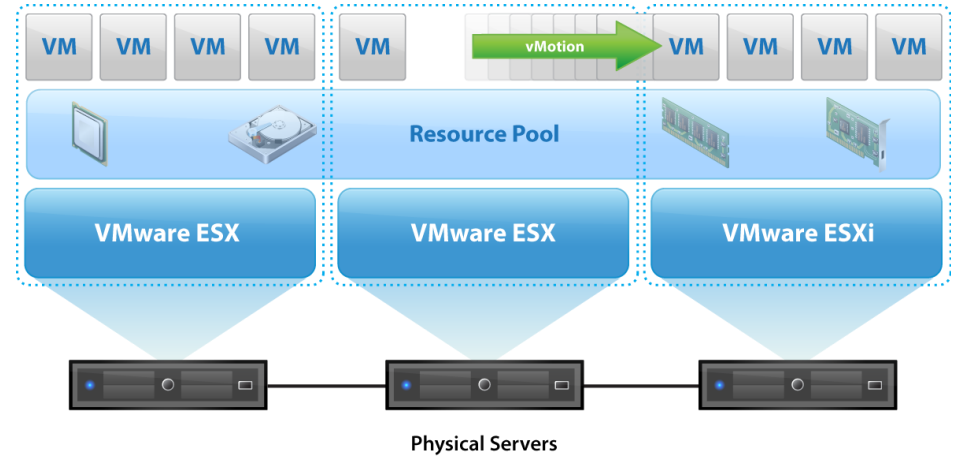 VM VM VM VM VM vMotion VM VM VM VM
Resource Pool
VMware ESX VMware ESX VMware ESXi
Physical Servers